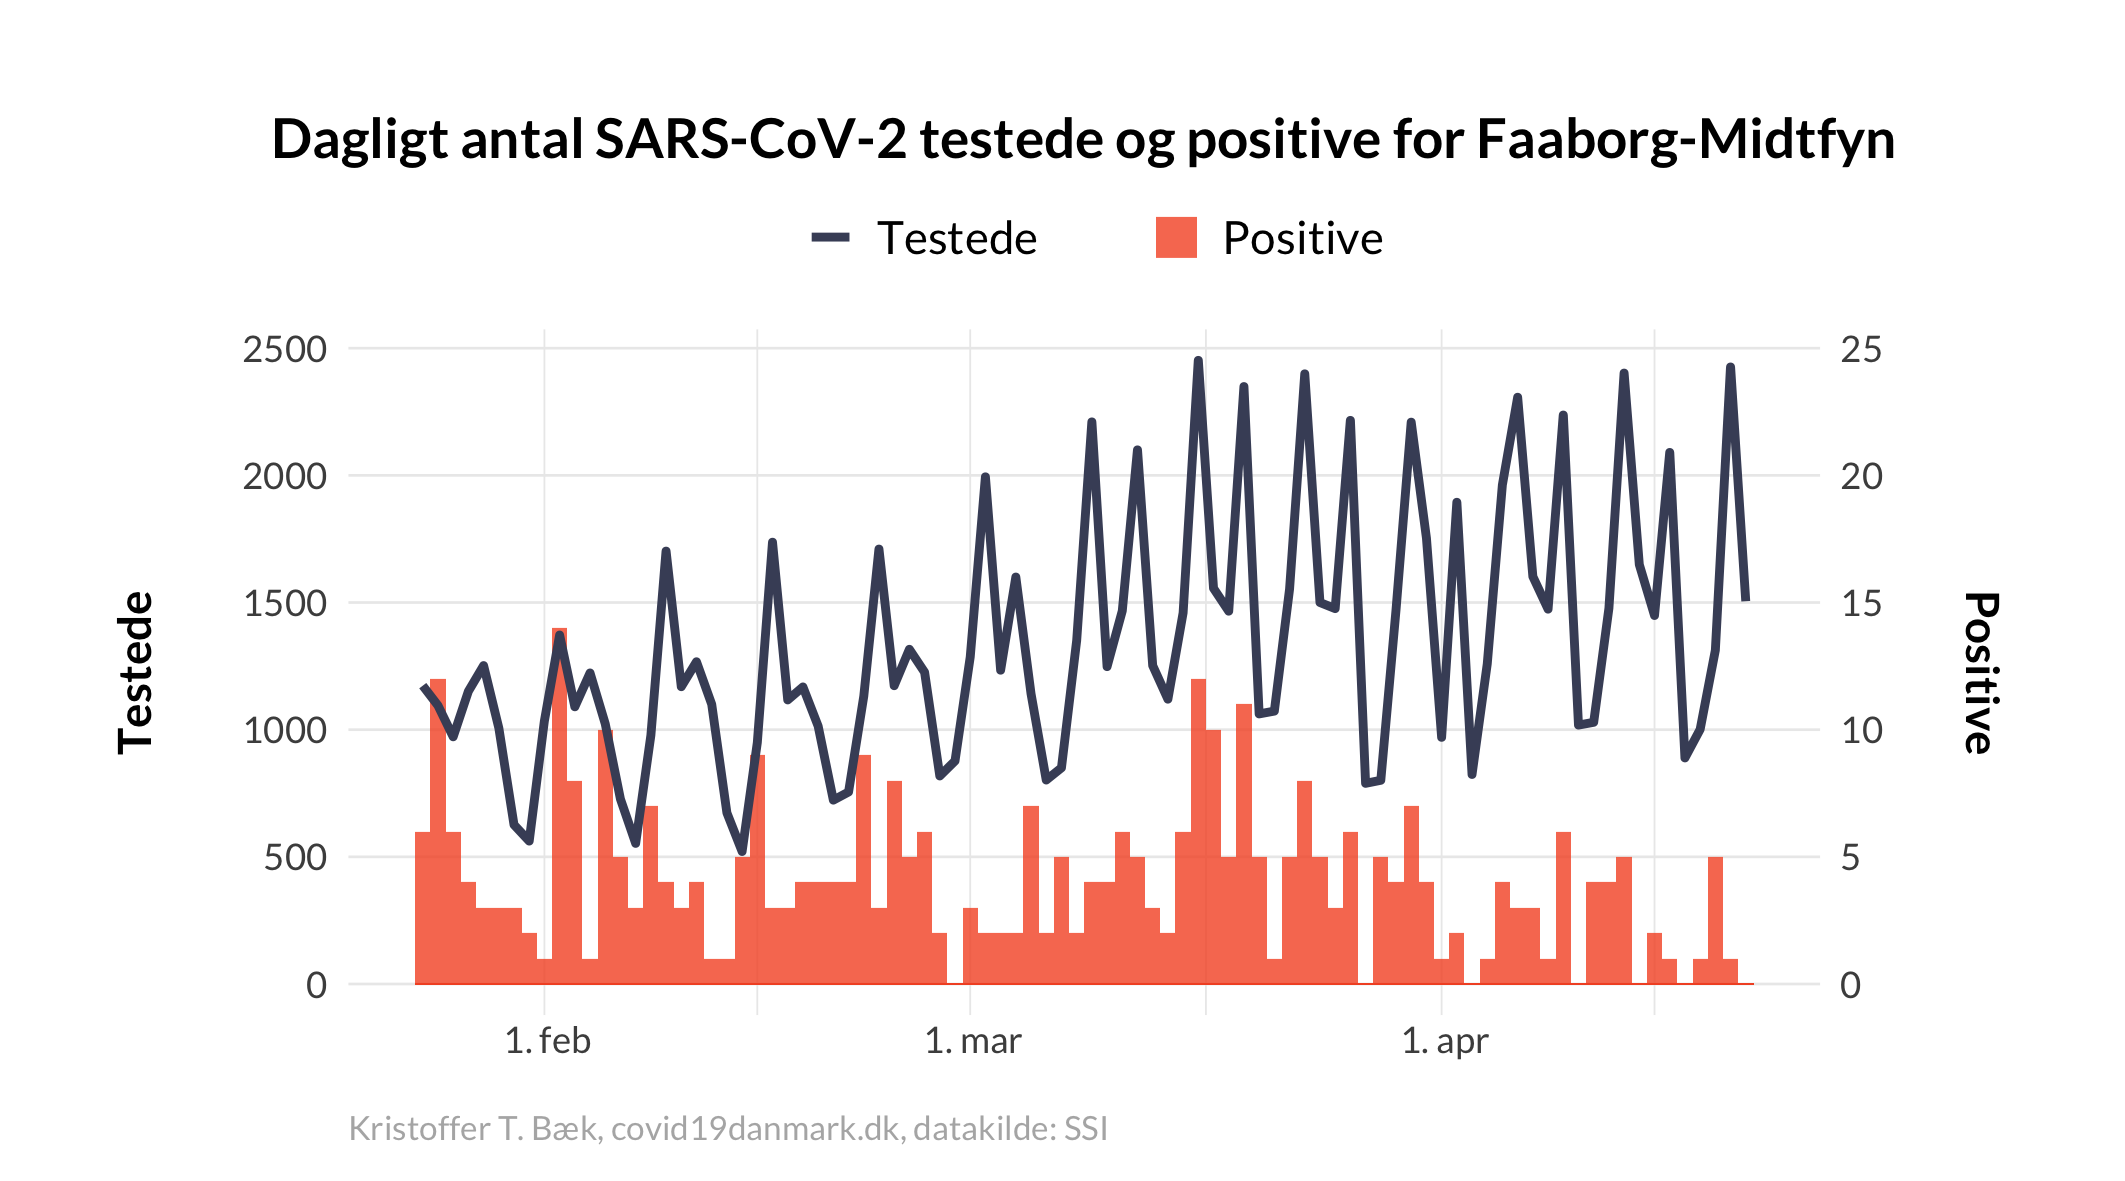 Dagligt antal SARS-CoV-2 testede og positive for Faaborg-Midtfyn
Testede Positive
2500 25
2000 20
1500 15
1000 10
500 5
0 0
Testede
Positive
1. feb 1. mar 1. apr
Kristoffer T. Bæk, covid19danmark.dk, datakilde: SSI